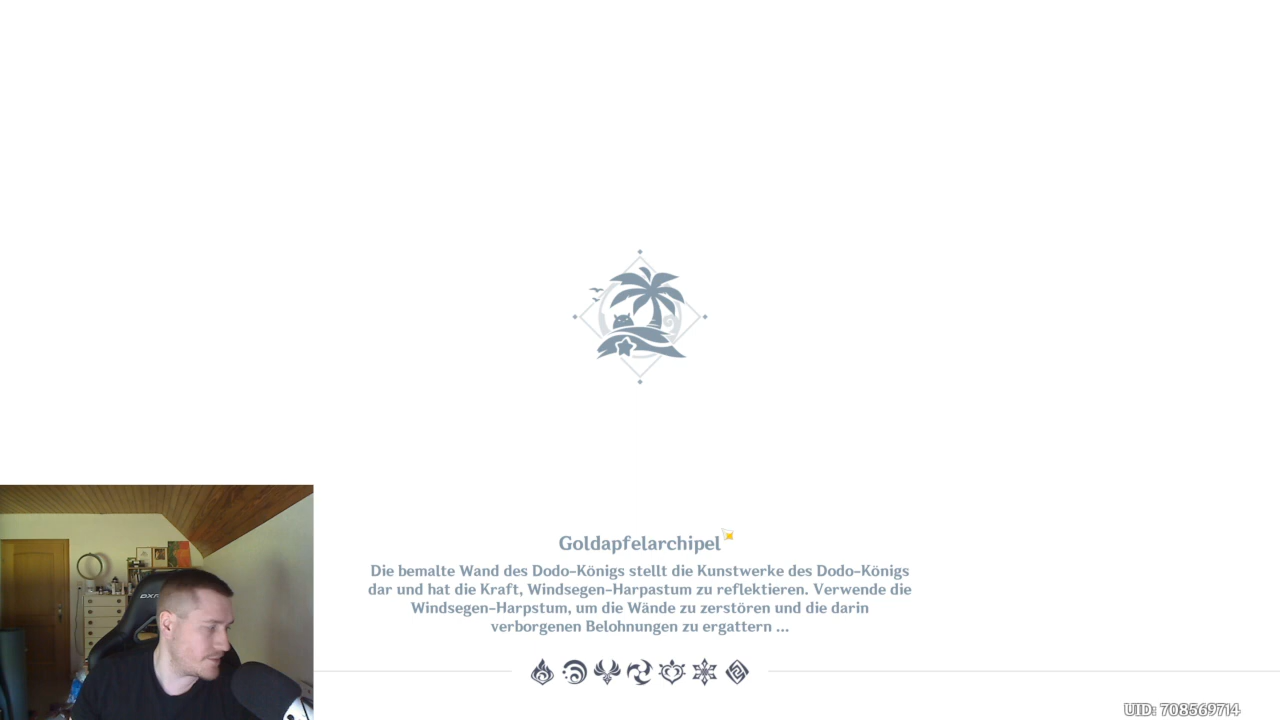 Goldapfelarchipel
Die bemalte Wand des Dodo-Königs stellt die Kunstwerke des Dodo-Königs
dar und hat die Kraft, Windsegen-Harpastum zu reflektieren. Verwende die
Windsegen-Harpstum, um die Wände zu zerstören und die darin
verborgenen Belohnungen zu ergattern ...
UID: 708569714